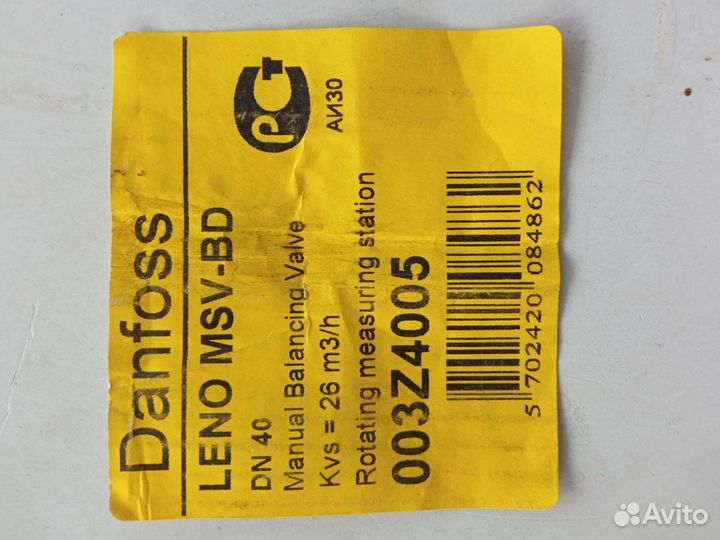 Danfoss
LENO MSV-BD
DN 40
Manual Balancing Valve
Kvs = 26 m3/h
Rotating measuring station
003Z4005
PCT
АИ30
5 702420 084862
Avito